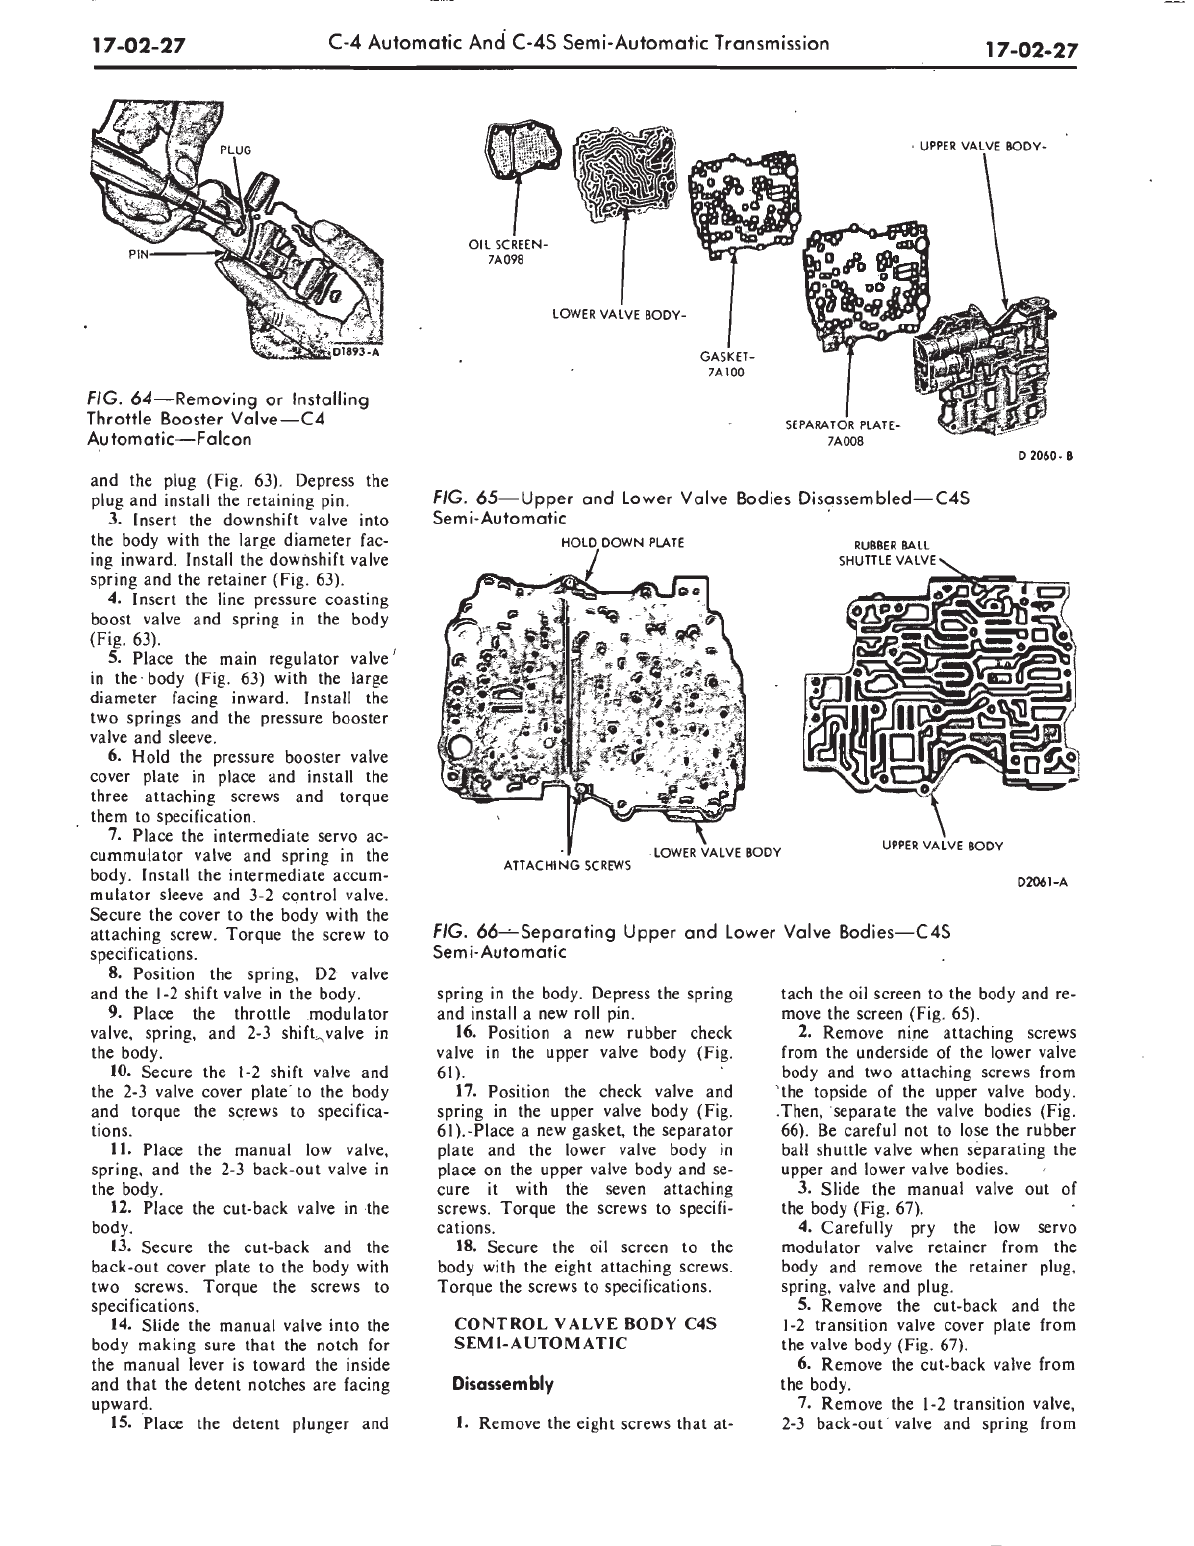 17-02-27
C-4 Automatic And C-4S Semi-Automatic Transmission
17-02-27
PLUG
PIN
D1893-A
FIG. 64—Removing or Installing
Throttle Booster Valve—C4
Automatic—Falcon
OIL SCREEN-
7A098
LOWER VALVE BODY-
GASKET-
7A100
SEPARATOR PLATE-
7A008
UPPER VALVE BODY-
D 2060-B
FIG. 65—Upper and Lower Valve Bodies Disassembled—C4S
Semi-Automatic
HOLD DOWN PLATE
RUBBER BALL
SHUTTLE VALVE
ATTACHING SCREWS
LOWER VALVE BODY
UPPER VALVE BODY
D2061-A
FIG. 66—Separating Upper and Lower Valve Bodies—C4S
Semi-Automatic
and the plug (Fig. 63). Depress the
plug and install the retaining pin.
3. Insert the downshift valve into
the body with the large diameter fac-
ing inward. Install the downshift valve
spring and the retainer (Fig. 63).
4. Insert the line pressure coasting
boost valve and spring in the body
(Fig. 63).
5. Place the main regulator valve
in the body (Fig. 63) with the large
diameter facing inward. Install the
two springs and the pressure booster
valve and sleeve.
6. Hold the pressure booster valve
cover plate in place and install the
three attaching screws and torque
them to specification.
7. Place the intermediate servo ac-
cummulator valve and spring in the
body. Install the intermediate accum-
mulator sleeve and 3-2 control valve.
Secure the cover to the body with the
attaching screw. Torque the screw to
specifications.
8. Position the spring, D2 valve
and the 1-2 shift valve in the body.
9. Place the throttle modulator
valve, spring, and 2-3 shift valve in
the body.
10. Secure the 1-2 shift valve and
the 2-3 valve cover plate to the body
and torque the screws to specifica-
tions.
11. Place the manual low valve,
spring, and the 2-3 back-out valve in
the body.
12. Place the cut-back valve in the
body.
13. Secure the cut-back and the
back-out cover plate to the body with
two screws. Torque the screws to
specifications.
14. Slide the manual valve into the
body making sure that the notch for
the manual lever is toward the inside
and that the detent notches are facing
upward.
15. Place the detent plunger and
spring in the body. Depress the spring
and install a new roll pin.
16. Position a new rubber check
valve in the upper valve body (Fig.
61).
17. Position the check valve and
spring in the upper valve body (Fig.
61). Place a new gasket, the separator
plate and the lower valve body in
place on the upper valve body and se-
cure it with the seven attaching
screws. Torque the screws to specifi-
cations.
18. Secure the oil screen to the
body with the eight attaching screws.
Torque the screws to specifications.
CONTROL VALVE BODY C4S
SEMI-AUTOMATIC
Disassembly
1. Remove the eight screws that at-
tach the oil screen to the body and re-
move the screen (Fig. 65).
2. Remove nine attaching screws
from the underside of the lower valve
body and two attaching screws from
the topside of the upper valve body.
Then, separate the valve bodies (Fig.
66). Be careful not to lose the rubber
ball shuttle valve when separating the
upper and lower valve bodies.
3. Slide the manual valve out of
the body (Fig. 67).
4. Carefully pry the low servo
modulator valve retainer from the
body and remove the retainer plug,
spring, valve and plug.
5. Remove the cut-back and the
1-2 transition valve cover plate from
the valve body (Fig. 67).
6. Remove the cut-back valve from
the body.
7. Remove the 1-2 transition valve,
2-3 back-out valve and spring from